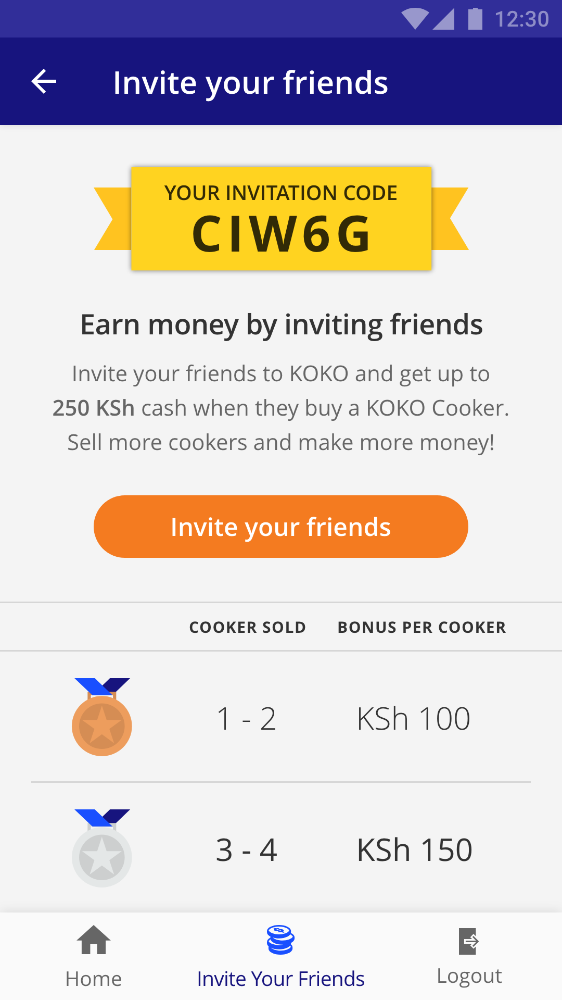 12:30
Invite your friends
YOUR INVITATION CODE
CIW6G
Earn money by inviting friends
Invite your friends to KOKO and get up to
250 KSh cash when they buy a KOKO Cooker.
Sell more cookers and make more money!
Invite your friends
COOKER SOLD BONUS PER COOKER
1 - 2 KSh 100
3 - 4 KSh 150
Home Invite Your Friends Logout